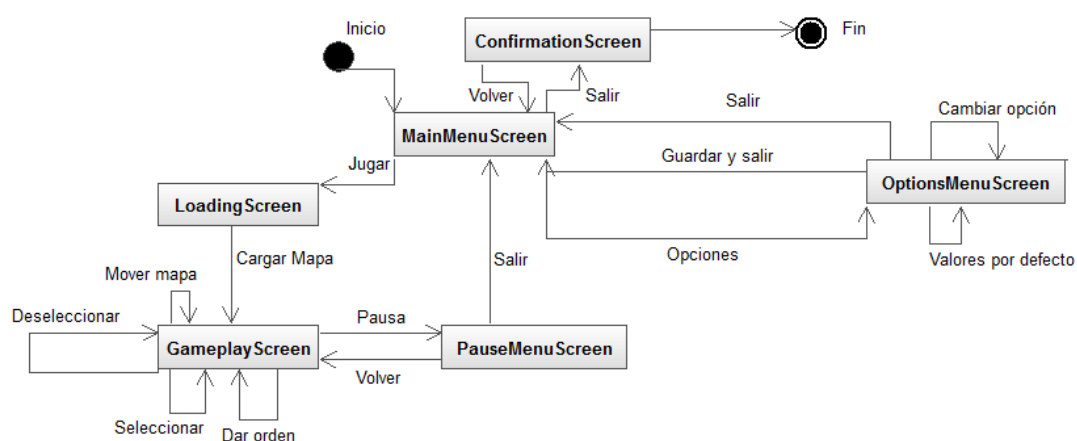 Inicio
ConfirmationScreen
Fin
Volver
Salir
Salir
Cambiar opción
MainMenuScreen
Jugar
Guardar y salir
OptionsMenuScreen
LoadingScreen
Cargar Mapa
Salir
Opciones
Valores por defecto
Mover mapa
Deseleccionar
Pausa
GameplayScreen
PauseMenuScreen
Volver
Seleccionar
Dar orden